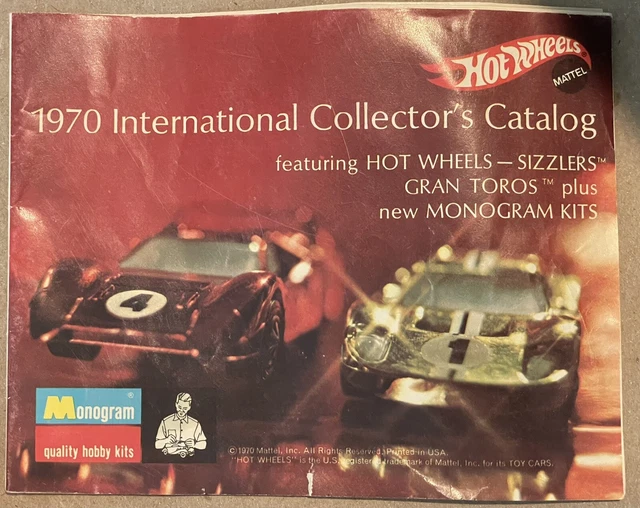 Hot Wheels
MATTEL
1970 International Collector's Catalog
featuring HOT WHEELS — SIZZLERS™
GRAN TOROS™ plus
new MONOGRAM KITS
4
1
Monogram®
quality hobby kits
©1970 Mattel, Inc. All Rights Reserved. Printed in USA.
"HOT WHEELS" is the U.S. registered trademark of Mattel, Inc. for its TOY CARS.